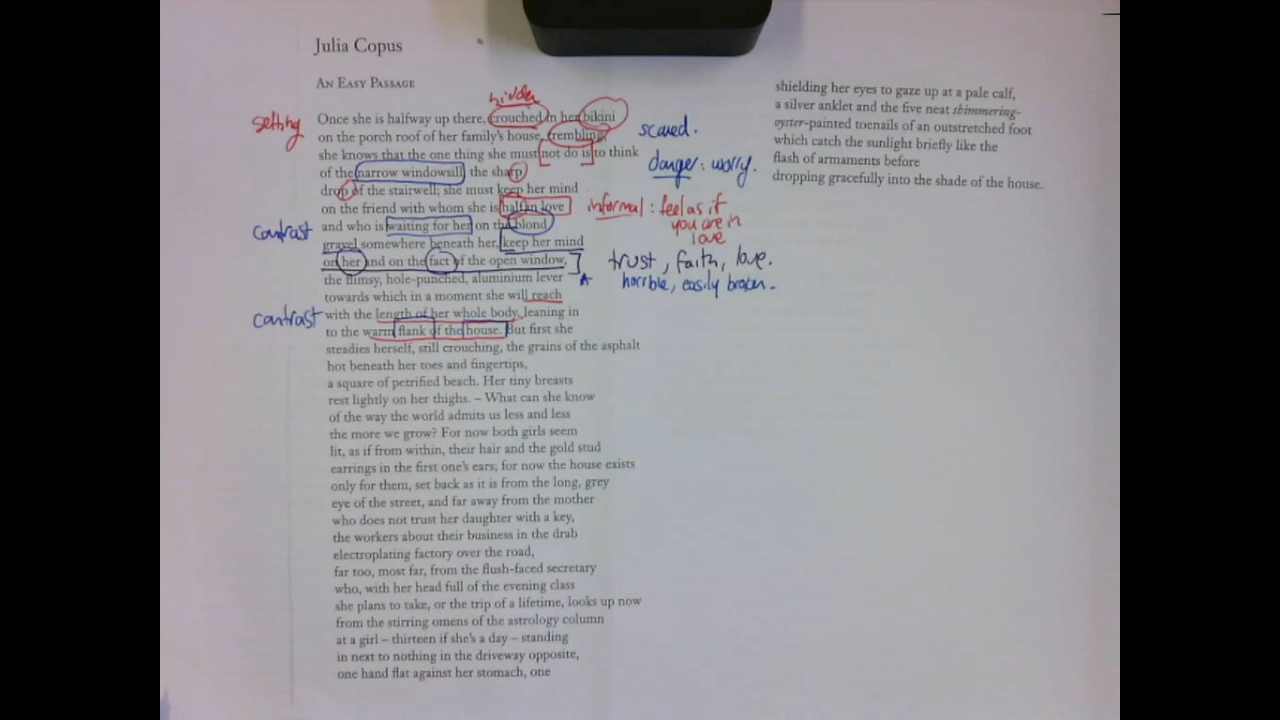 Julia Copus
AN EASY PASSAGE
hidden
setting
Once she is halfway up there, crouched in her bikini
on the porch roof of her family's house, trembling,
scared.
she knows that the one thing she must not do is to think
of the narrow windowsill, the sharp
danger: worry.
drop of the stairwell; she must keep her mind
on the friend with whom she is half in love
informal: feel as if
you are in
love
and who is waiting for her on the blond
contrast
gravel somewhere beneath her, keep her mind
on her and on the fact of the open window,
trust, faith, love.
the flimsy, hole-punched, aluminium lever
horrible, easily broken.
towards which in a moment she will reach
with the length of her whole body, leaning in
contrast
to the warm flank of the house. But first she
steadies herself, still crouching, the grains of the asphalt
hot beneath her toes and fingertips,
a square of petrified beach. Her tiny breasts
rest lightly on her thighs. – What can she know
of the way the world admits us less and less
the more we grow? For now both girls seem
lit, as if from within, their hair and the gold stud
earrings in the first one's ears; for now the house exists
only for them, set back as it is from the long, grey
eye of the street, and far away from the mother
who does not trust her daughter with a key,
the workers about their business in the drab
electroplating factory over the road,
far too, most far, from the flush-faced secretary
who, with her head full of the evening class
she plans to take, or the trip of a lifetime, looks up now
from the stirring omens of the astrology column
at a girl – thirteen if she's a day – standing
in next to nothing in the driveway opposite,
one hand flat against her stomach, one
shielding her eyes to gaze up at a pale calf,
a silver anklet and the five neat shimmering-
oyster-painted toenails of an outstretched foot
which catch the sunlight briefly like the
flash of armaments before
dropping gracefully into the shade of the house.